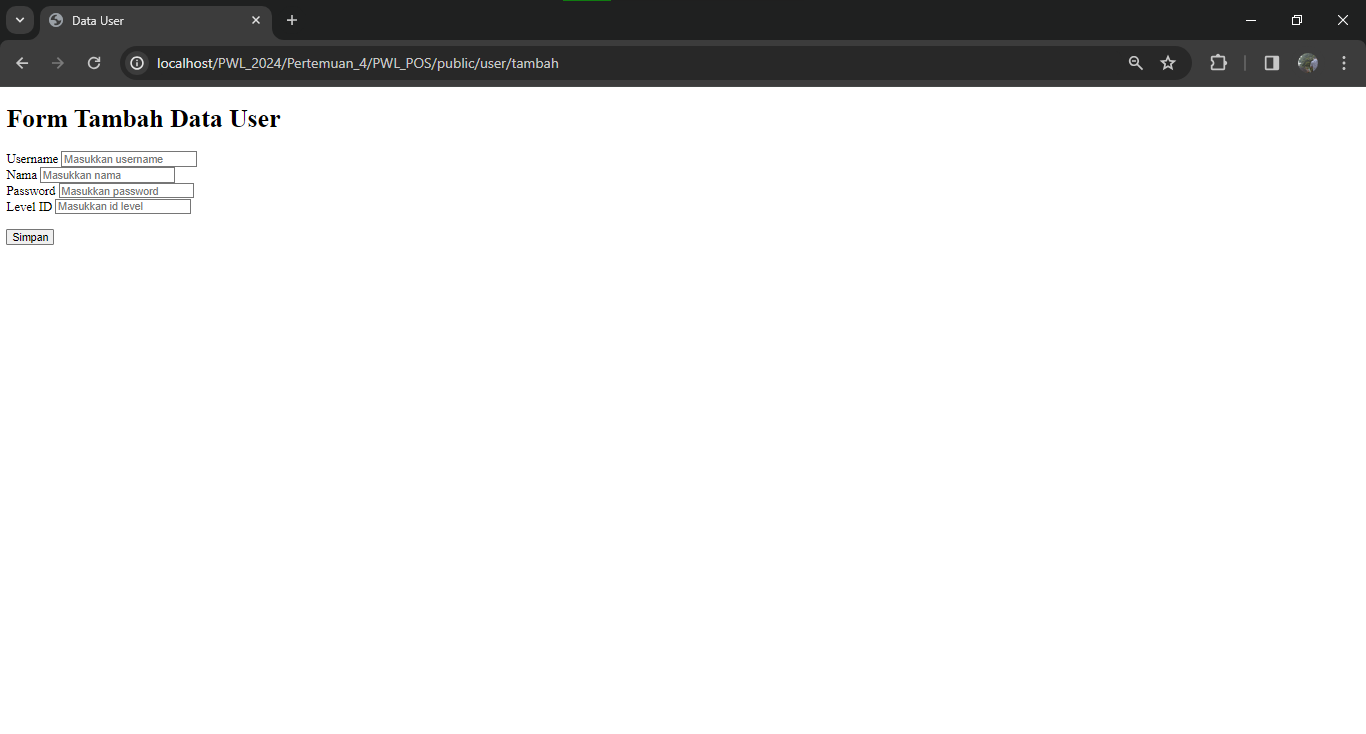 Data User
localhost/PWL_2024/Pertemuan_4/PWL_POS/public/user/tambah
Form Tambah Data User
Username Masukkan username
Nama Masukkan nama
Password Masukkan password
Level ID Masukkan id level
Simpan